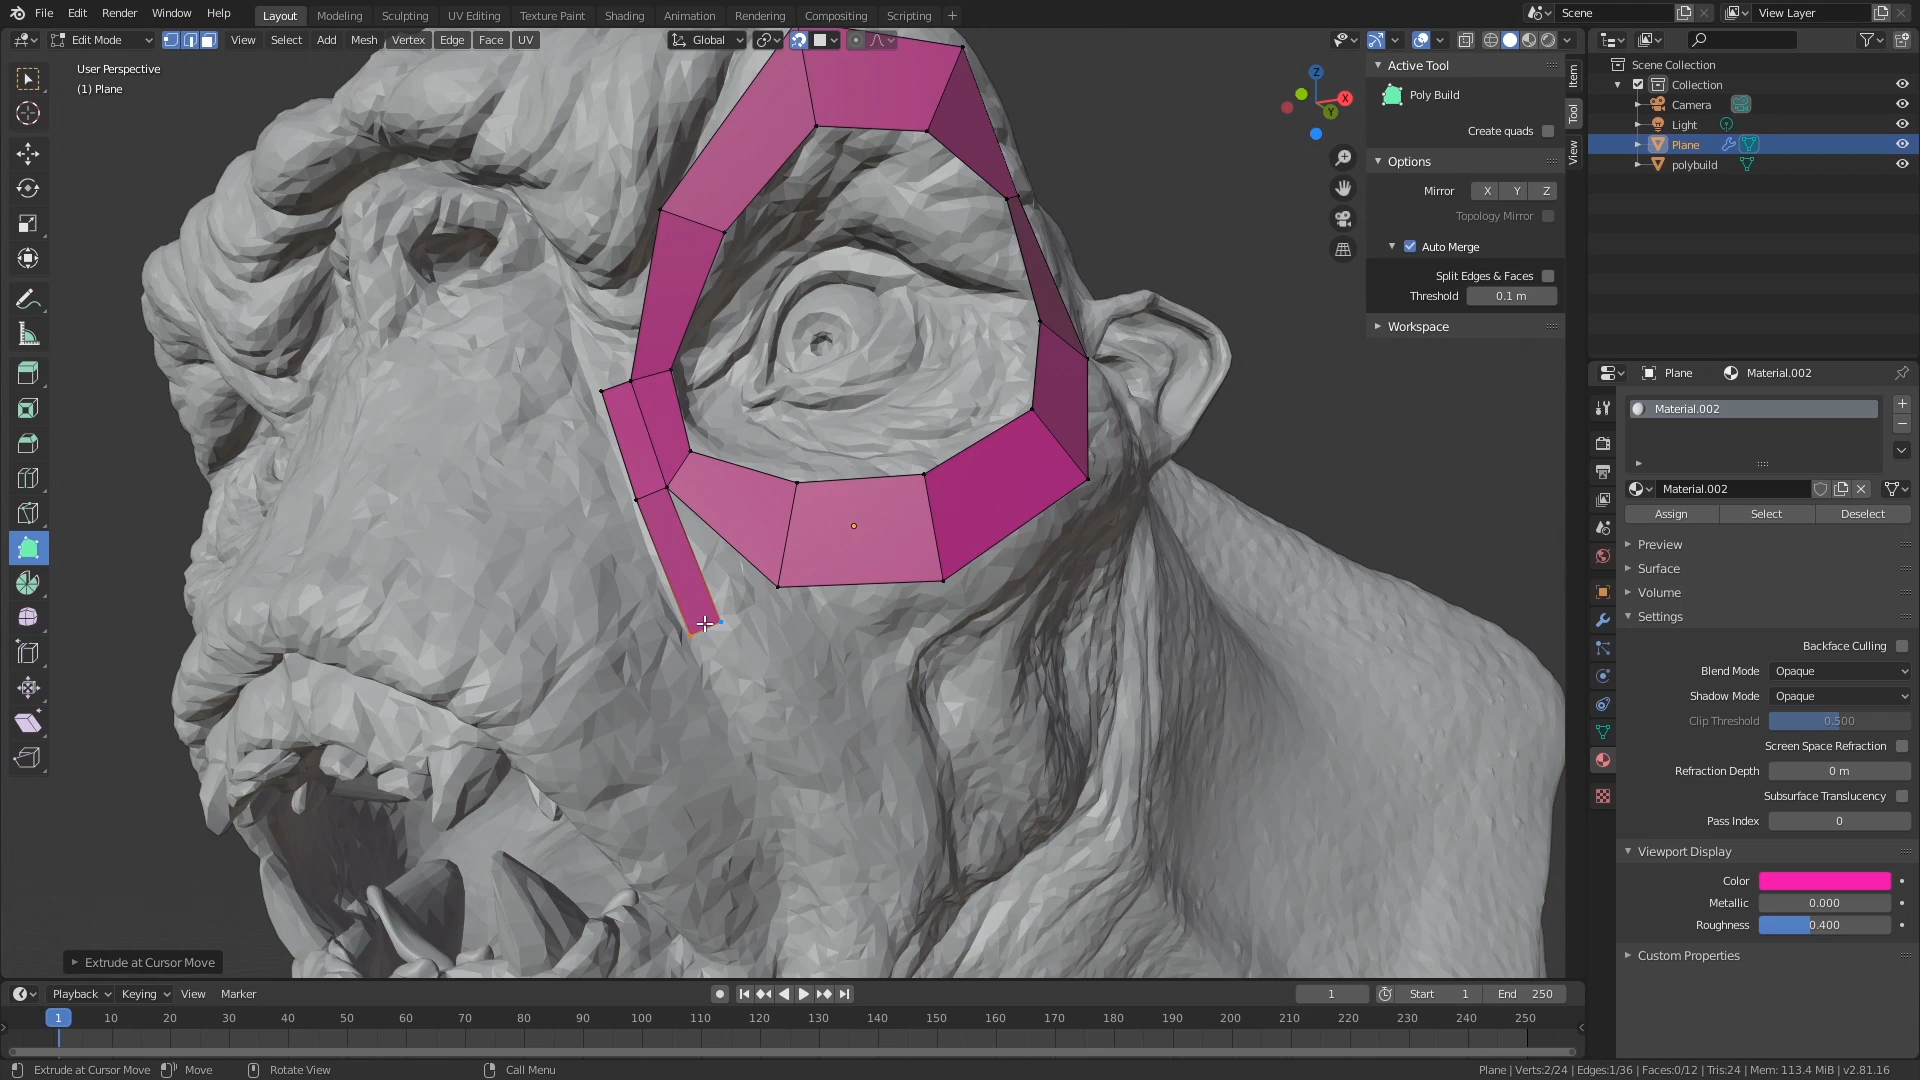 File Edit Render Window Help Layout Modeling Sculpting UV Editing Texture Paint Shading Animation Rendering Compositing Scripting + Scene View Layer
Edit Mode View Select Add Mesh Vertex Edge Face UV Global
User Perspective
(1) Plane
Z
X
Y
Active Tool
Poly Build
Create quads
Options
Mirror X Y Z
Topology Mirror
Auto Merge
Split Edges & Faces
Threshold 0.1 m
Workspace
Item
Tool
View
Scene Collection
Collection
Camera
Light
Plane
polybuild
Plane Material.002
Material.002
Material.002
Assign Select Deselect
Preview
Surface
Volume
Settings
Backface Culling
Blend Mode Opaque
Shadow Mode Opaque
Clip Threshold 0.500
Screen Space Refraction
Refraction Depth 0 m
Subsurface Translucency
Pass Index 0
Viewport Display
Color
Metallic 0.000
Roughness 0.400
Custom Properties
Extrude at Cursor Move
Playback Keying View Marker 1 Start 1 End 250
1 10 20 30 40 50 60 70 80 90 100 110 120 130 140 150 160 170 180 190 200 210 220 230 240 250
Extrude at Cursor Move Move Rotate View Call Menu Plane | Verts:2/24 | Edges:1/36 | Faces:0/12 | Tris:24 | Mem: 113.4 MiB | v2.81.16